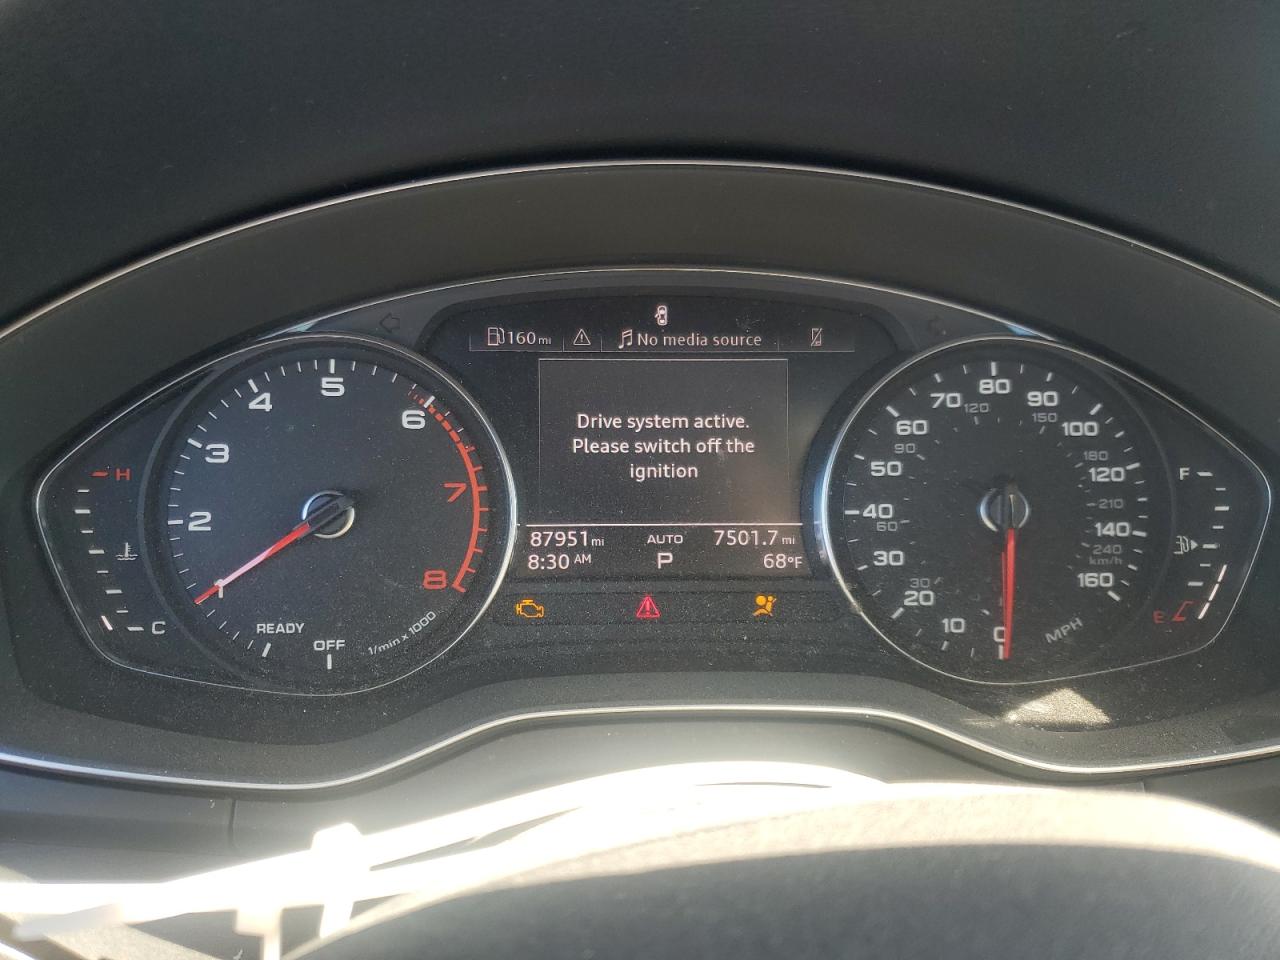 160 mi
No media source
Drive system active.
Please switch off the
ignition
87951 mi
AUTO
7501.7 mi
8:30 AM
P
68°F
H
C
1
2
3
4
5
6
7
8
READY
OFF
1/min x 1000
0
10
20
30
40
50
60
70
80
90
100
120
140
160
30
60
90
120
150
180
210
240
km/h
MPH
F
E